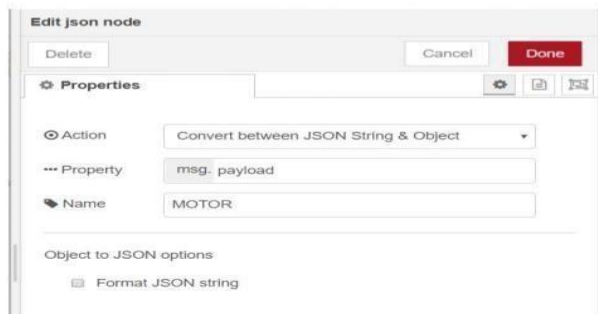 Edit json node
Delete Cancel Done
Properties
Action Convert between JSON String & Object
Property msg. payload
Name MOTOR
Object to JSON options
Format JSON string